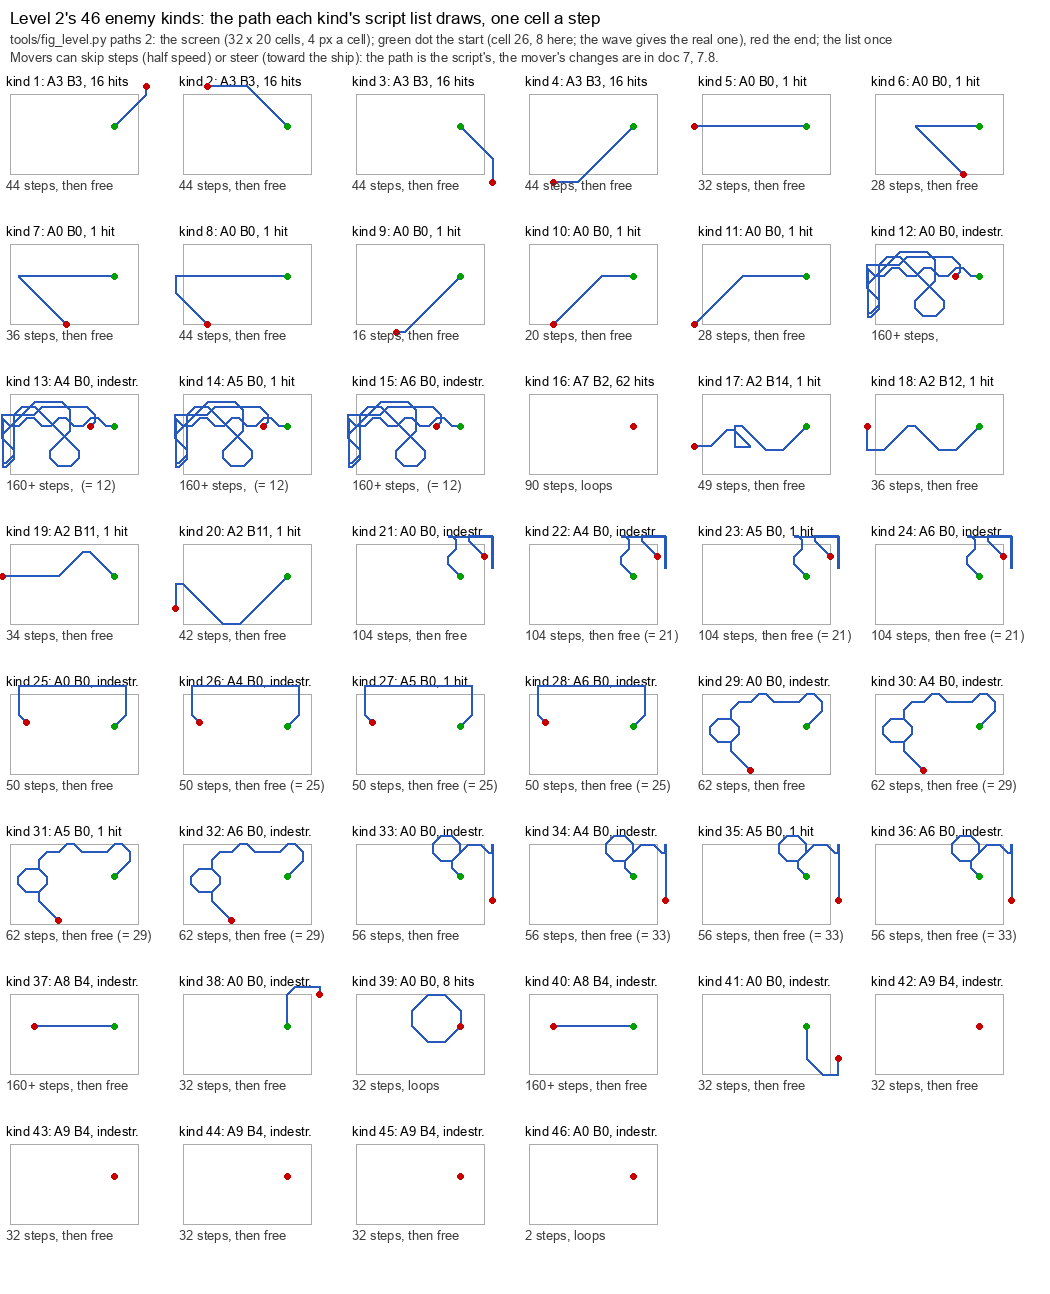 Level 2's 46 enemy kinds: the path each kind's script list draws, one cell a step
tools/fig_level.py paths 2: the screen (32 x 20 cells, 4 px a cell); green dot the start (cell 26, 8 here; the wave gives the real one), red the end; the list once
Movers can skip steps (half speed) or steer (toward the ship): the path is the script's, the mover's changes are in doc 7, 7.8.
kind 1: A3 B3, 16 hits
kind 2: A3 B3, 16 hits
kind 3: A3 B3, 16 hits
kind 4: A3 B3, 16 hits
kind 5: A0 B0, 1 hit
kind 6: A0 B0, 1 hit
44 steps, then free
44 steps, then free
44 steps, then free
44 steps, then free
32 steps, then free
28 steps, then free
kind 7: A0 B0, 1 hit
kind 8: A0 B0, 1 hit
kind 9: A0 B0, 1 hit
kind 10: A0 B0, 1 hit
kind 11: A0 B0, 1 hit
kind 12: A0 B0, indestr.
36 steps, then free
44 steps, then free
16 steps, then free
20 steps, then free
28 steps, then free
160+ steps,
kind 13: A4 B0, indestr.
kind 14: A5 B0, 1 hit
kind 15: A6 B0, indestr.
kind 16: A7 B2, 62 hits
kind 17: A2 B14, 1 hit
kind 18: A2 B12, 1 hit
160+ steps, (= 12)
160+ steps, (= 12)
160+ steps, (= 12)
90 steps, loops
49 steps, then free
36 steps, then free
kind 19: A2 B11, 1 hit
kind 20: A2 B11, 1 hit
kind 21: A0 B0, indestr.
kind 22: A4 B0, indestr.
kind 23: A5 B0, 1 hit
kind 24: A6 B0, indestr.
34 steps, then free
42 steps, then free
104 steps, then free
104 steps, then free (= 21)
104 steps, then free (= 21)
104 steps, then free (= 21)
kind 25: A0 B0, indestr.
kind 26: A4 B0, indestr.
kind 27: A5 B0, 1 hit
kind 28: A6 B0, indestr.
kind 29: A0 B0, indestr.
kind 30: A4 B0, indestr.
50 steps, then free
50 steps, then free (= 25)
50 steps, then free (= 25)
50 steps, then free (= 25)
62 steps, then free
62 steps, then free (= 29)
kind 31: A5 B0, 1 hit
kind 32: A6 B0, indestr.
kind 33: A0 B0, indestr.
kind 34: A4 B0, indestr.
kind 35: A5 B0, 1 hit
kind 36: A6 B0, indestr.
62 steps, then free (= 29)
62 steps, then free (= 29)
56 steps, then free
56 steps, then free (= 33)
56 steps, then free (= 33)
56 steps, then free (= 33)
kind 37: A8 B4, indestr.
kind 38: A0 B0, indestr.
kind 39: A0 B0, 8 hits
kind 40: A8 B4, indestr.
kind 41: A0 B0, indestr.
kind 42: A9 B4, indestr.
160+ steps, then free
32 steps, then free
32 steps, loops
160+ steps, then free
32 steps, then free
32 steps, then free
kind 43: A9 B4, indestr.
kind 44: A9 B4, indestr.
kind 45: A9 B4, indestr.
kind 46: A0 B0, indestr.
32 steps, then free
32 steps, then free
32 steps, then free
2 steps, loops